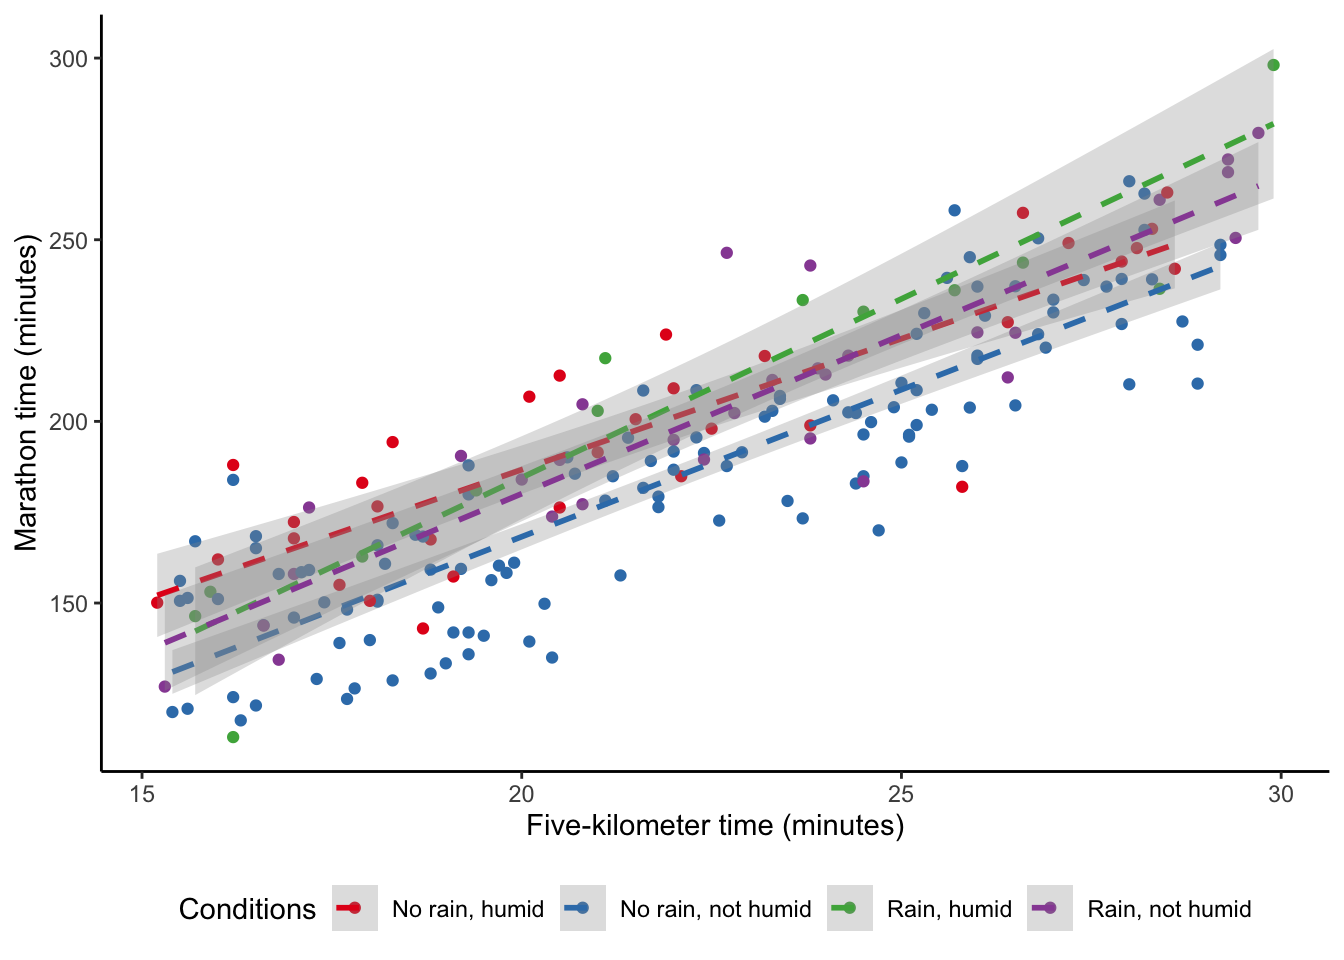 Marathon time (minutes)
300
250
200
150
15 20 25 30
Five-kilometer time (minutes)
Conditions No rain, humid No rain, not humid Rain, humid Rain, not humid